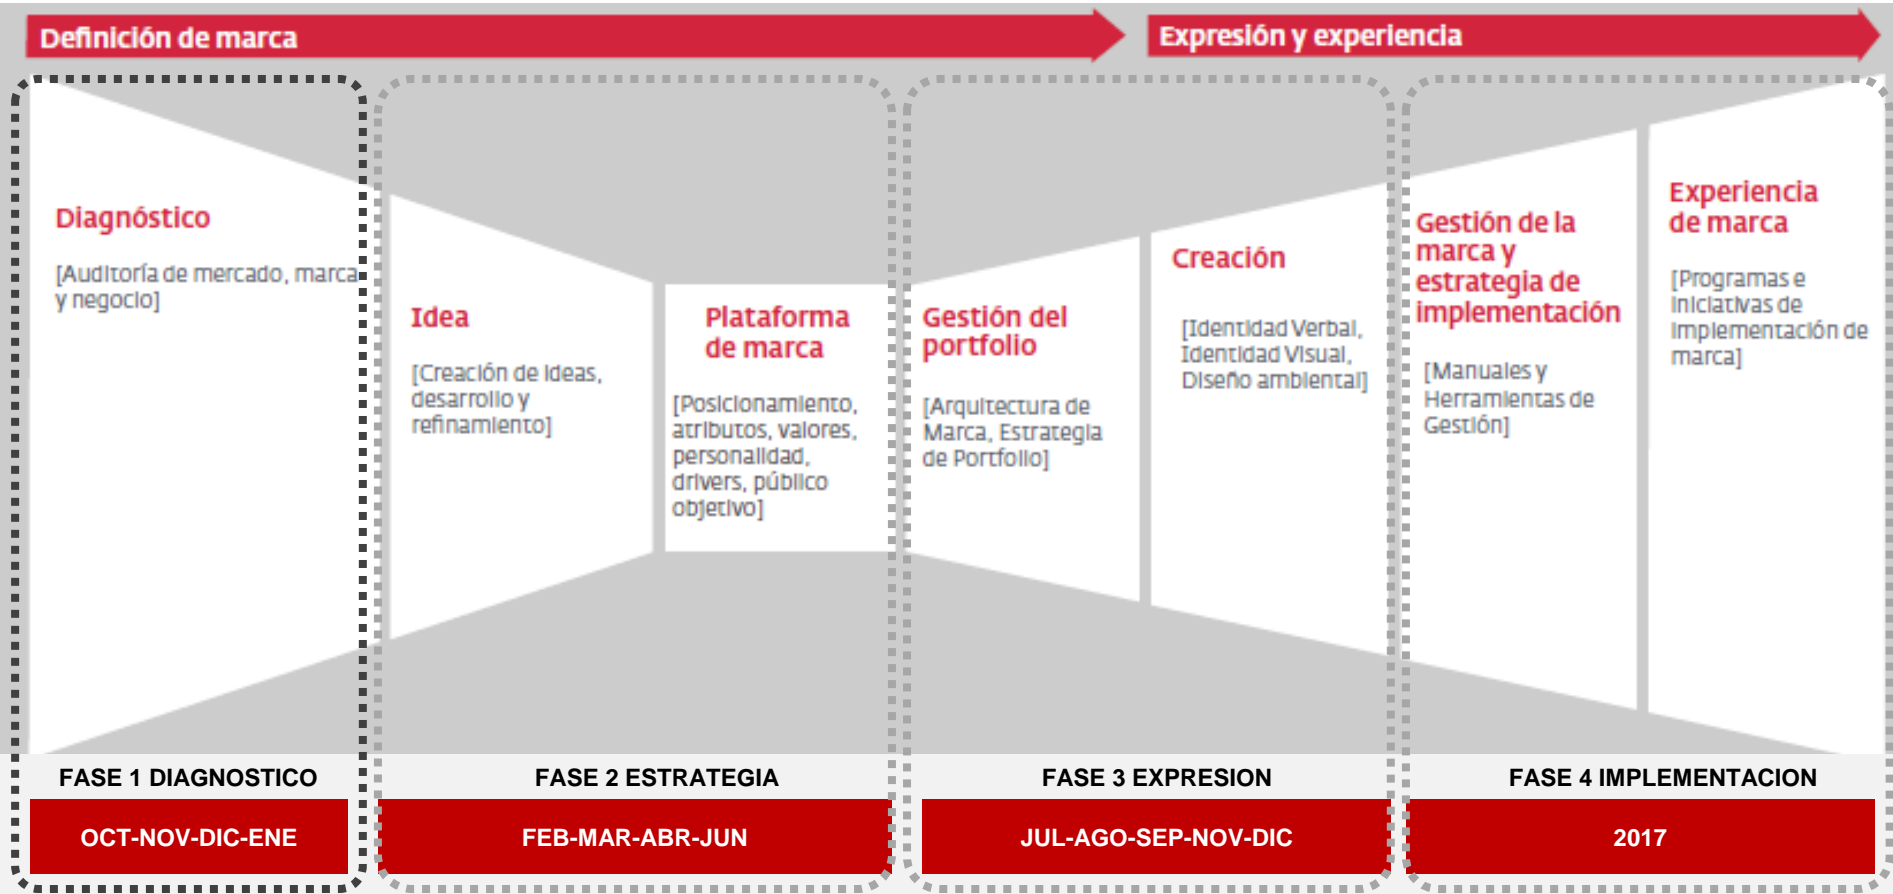 Definición de marca
Expresión y experiencia
Diagnóstico
[Auditoría de mercado, marca
y negocio]
Idea
[Creación de ideas,
desarrollo y
refinamiento]
Plataforma
de marca
[Posicionamiento,
atributos, valores,
personalidad,
drivers, público
objetivo]
Gestión del
portfolio
[Arquitectura de
Marca, Estrategia
de Portfolio]
Creación
[Identidad Verbal,
Identidad Visual,
Diseño ambiental]
Gestión de la
marca y
estrategia de
implementación
[Manuales y
Herramientas de
Gestión]
Experiencia
de marca
[Programas e
iniciativas de
implementación de
marca]
FASE 1 DIAGNOSTICO
FASE 2 ESTRATEGIA
FASE 3 EXPRESION
FASE 4 IMPLEMENTACION
OCT-NOV-DIC-ENE
FEB-MAR-ABR-JUN
JUL-AGO-SEP-NOV-DIC
2017